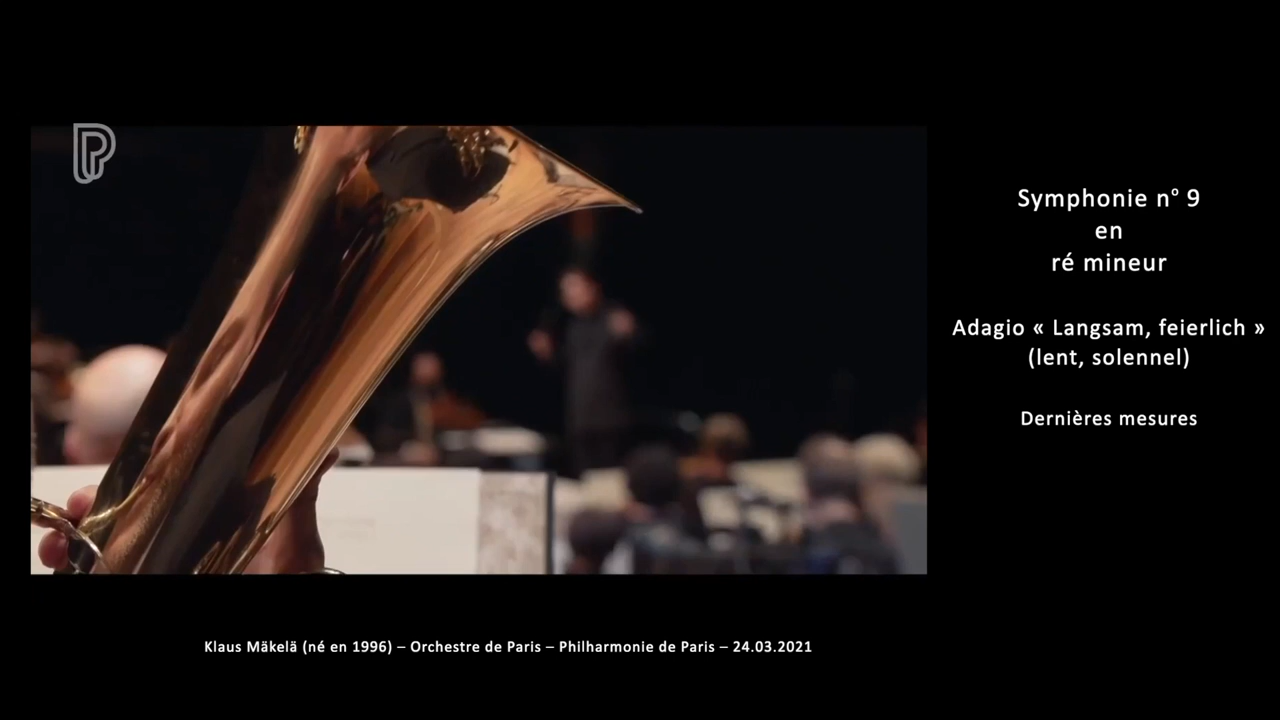 Symphonie n° 9
en
ré mineur
Adagio « Langsam, feierlich »
(lent, solennel)
Dernières mesures
Klaus Mäkelä (né en 1996) – Orchestre de Paris – Philharmonie de Paris – 24.03.2021